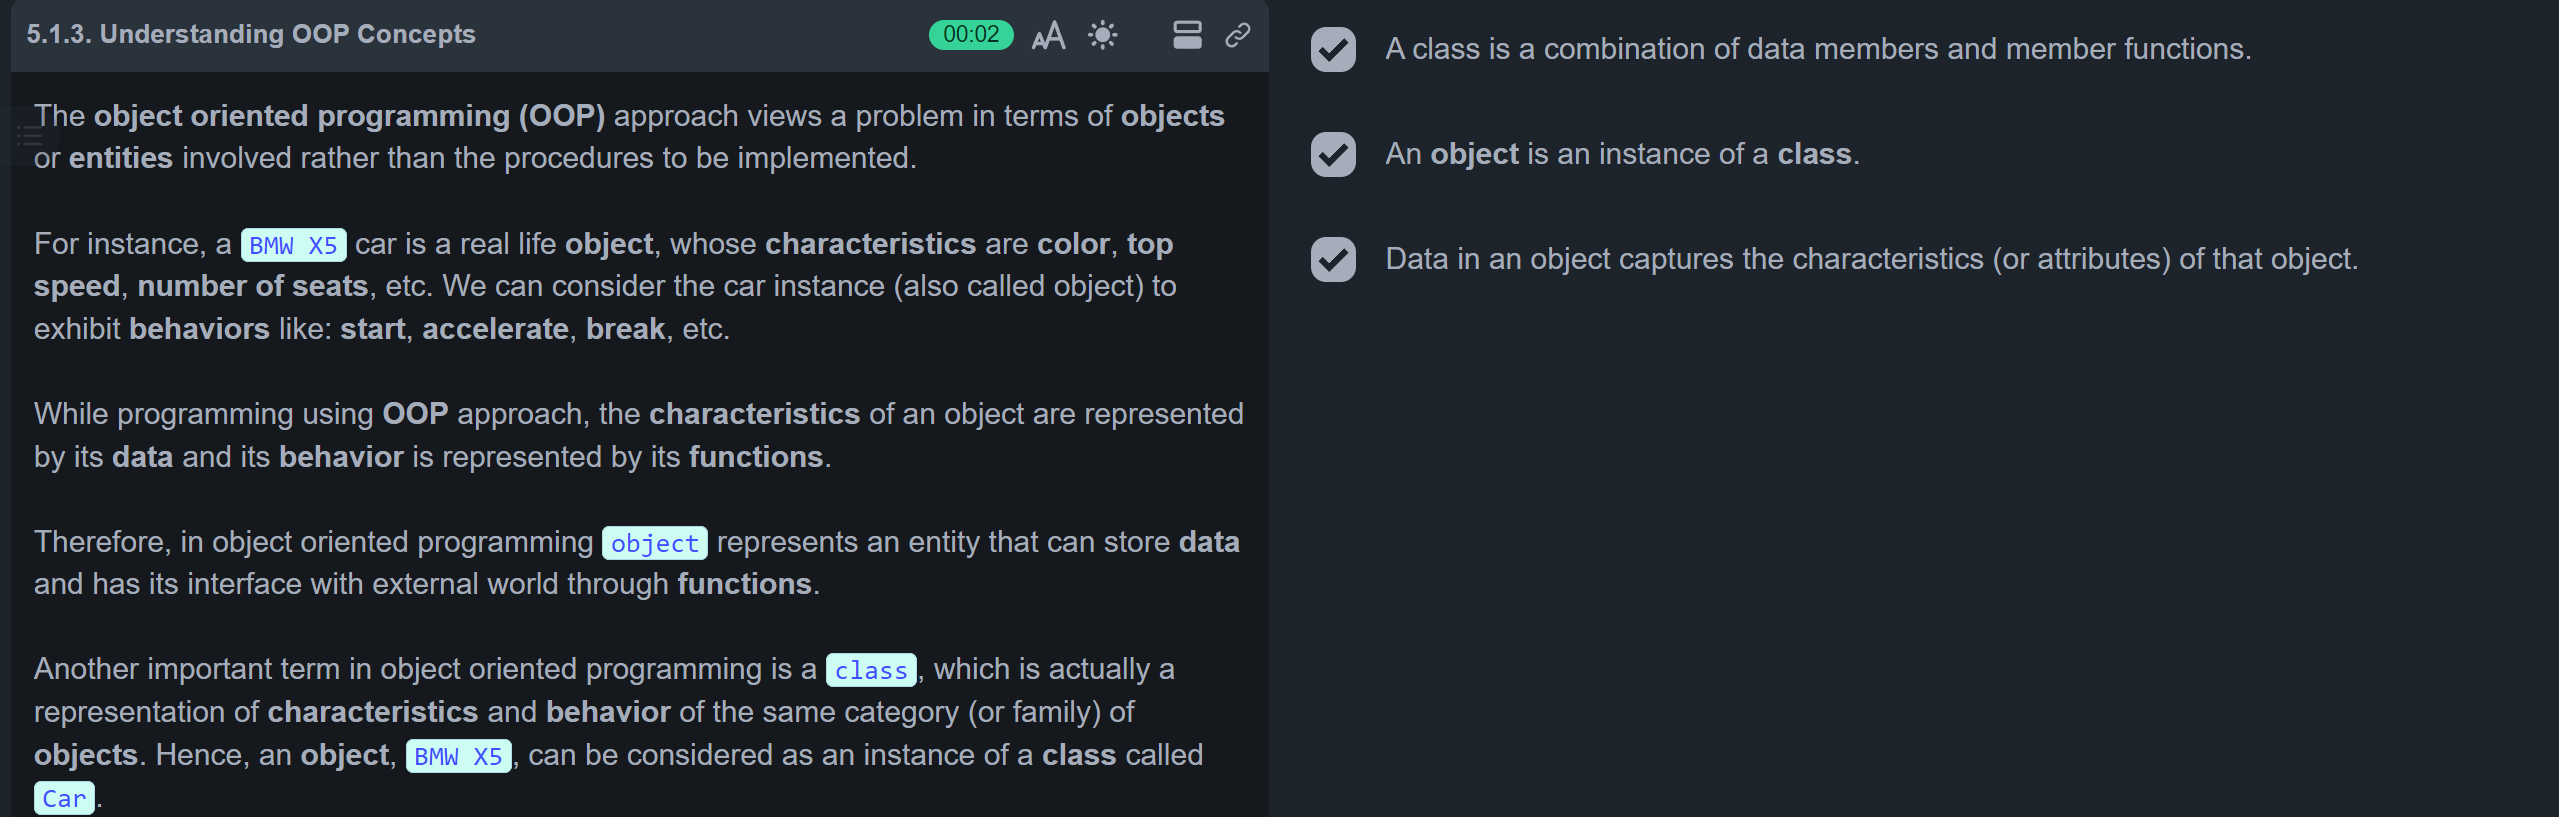 5.1.3. Understanding OOP Concepts
00:02
The object oriented programming (OOP) approach views a problem in terms of objects
or entities involved rather than the procedures to be implemented.
For instance, a BMW X5 car is a real life object, whose characteristics are color, top
speed, number of seats, etc. We can consider the car instance (also called object) to
exhibit behaviors like: start, accelerate, break, etc.
While programming using OOP approach, the characteristics of an object are represented
by its data and its behavior is represented by its functions.
Therefore, in object oriented programming object represents an entity that can store data
and has its interface with external world through functions.
Another important term in object oriented programming is a class, which is actually a
representation of characteristics and behavior of the same category (or family) of
objects. Hence, an object, BMW X5, can be considered as an instance of a class called
Car.
A class is a combination of data members and member functions.
An object is an instance of a class.
Data in an object captures the characteristics (or attributes) of that object.